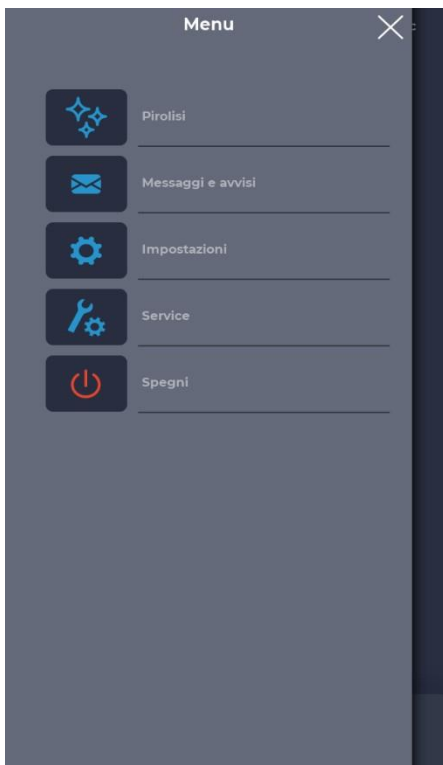 Menu
Pirolisi
Messaggi e avvisi
Impostazioni
Service
Spegni